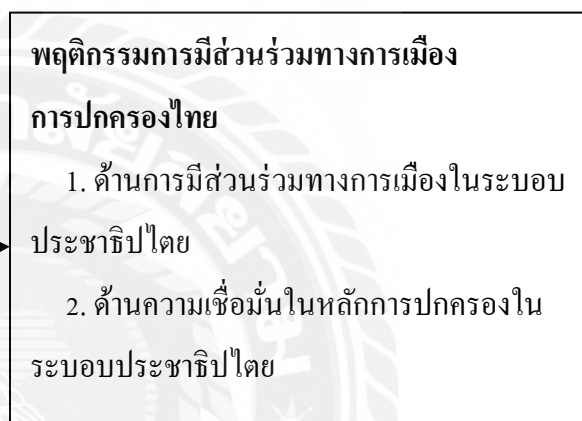 พฤติกรรมการมีส่วนร่วมทางการเมือง
การปกครองไทย
1. ด้านการมีส่วนร่วมทางการเมืองในระบอบ
ประชาธิปไตย
2. ด้านความเชื่อมั่นในหลักการปกครองใน
ระบอบประชาธิปไตย